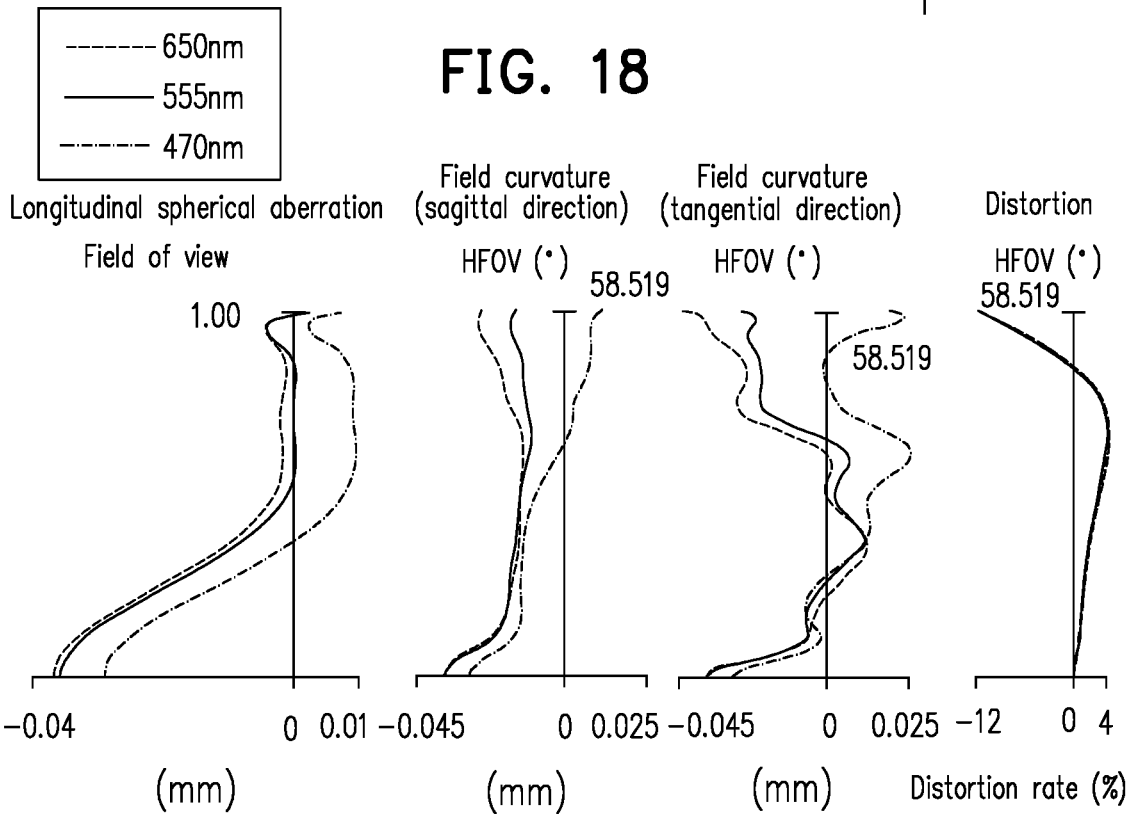 650nm
555nm
470nm
FIG. 18
Longitudinal spherical aberration
Field of view
1.00
-0.04
0
0.01
(mm)
Field curvature
(sagittal direction)
HFOV (°)
58.519
-0.045
0
0.025
(mm)
Field curvature
(tangential direction)
HFOV (°)
58.519
-0.045
0
0.025
(mm)
Distortion
HFOV (°)
58.519
-12
0
4
Distortion rate (%)